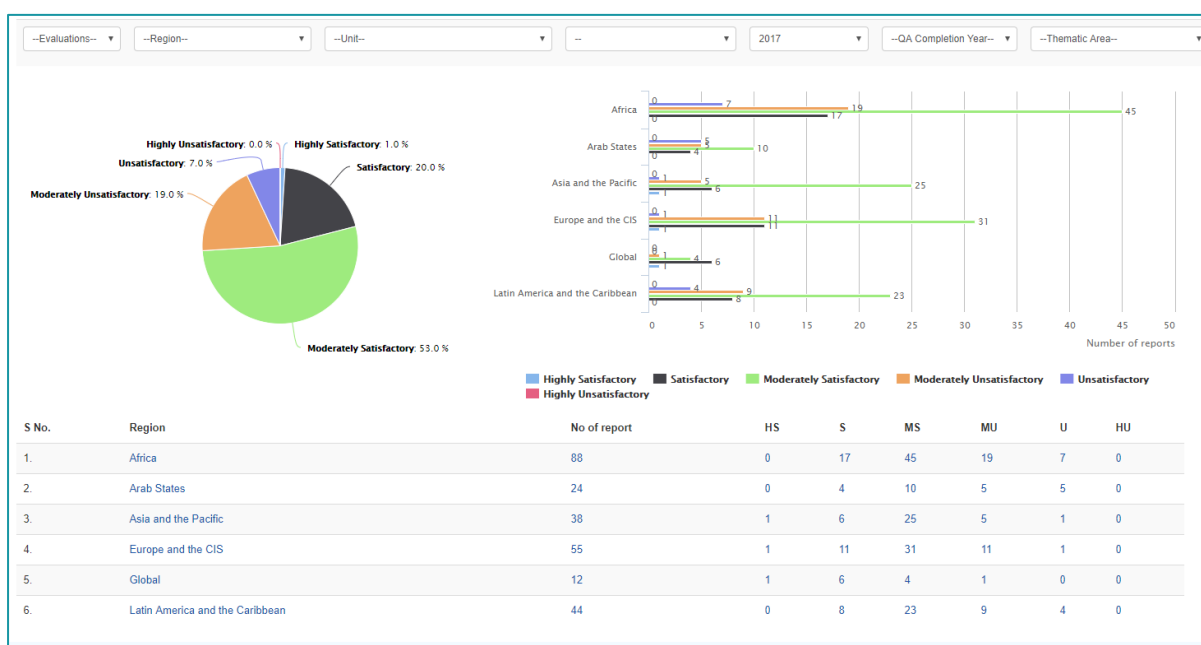 --Evaluations-- --Region-- --Unit-- -- 2017 --QA Completion Year-- --Thematic Area--
Highly Unsatisfactory: 0.0 % Highly Satisfactory: 1.0 %
Unsatisfactory: 7.0 % Satisfactory: 20.0 %
Moderately Unsatisfactory: 19.0 %
Moderately Satisfactory: 53.0 %
Africa 0 7 19 45 17 0
Arab States 0 5 5 10 4 0
Asia and the Pacific 0 1 5 25 6 1
Europe and the CIS 0 1 11 31 11 1
Global 0 0 1 4 6 1
Latin America and the Caribbean 0 4 9 23 8 0
0 5 10 15 20 25 30 35 40 45 50
Number of reports
Highly Satisfactory Satisfactory Moderately Satisfactory Moderately Unsatisfactory Unsatisfactory
Highly Unsatisfactory
S No. Region No of report HS S MS MU U HU
1. Africa 88 0 17 45 19 7 0
2. Arab States 24 0 4 10 5 5 0
3. Asia and the Pacific 38 1 6 25 5 1 0
4. Europe and the CIS 55 1 11 31 11 1 0
5. Global 12 1 6 4 1 0 0
6. Latin America and the Caribbean 44 0 8 23 9 4 0